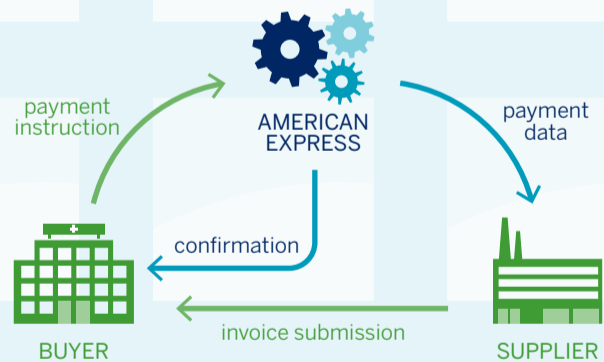 payment
instruction
AMERICAN
EXPRESS
payment
data
confirmation
invoice submission
BUYER
SUPPLIER